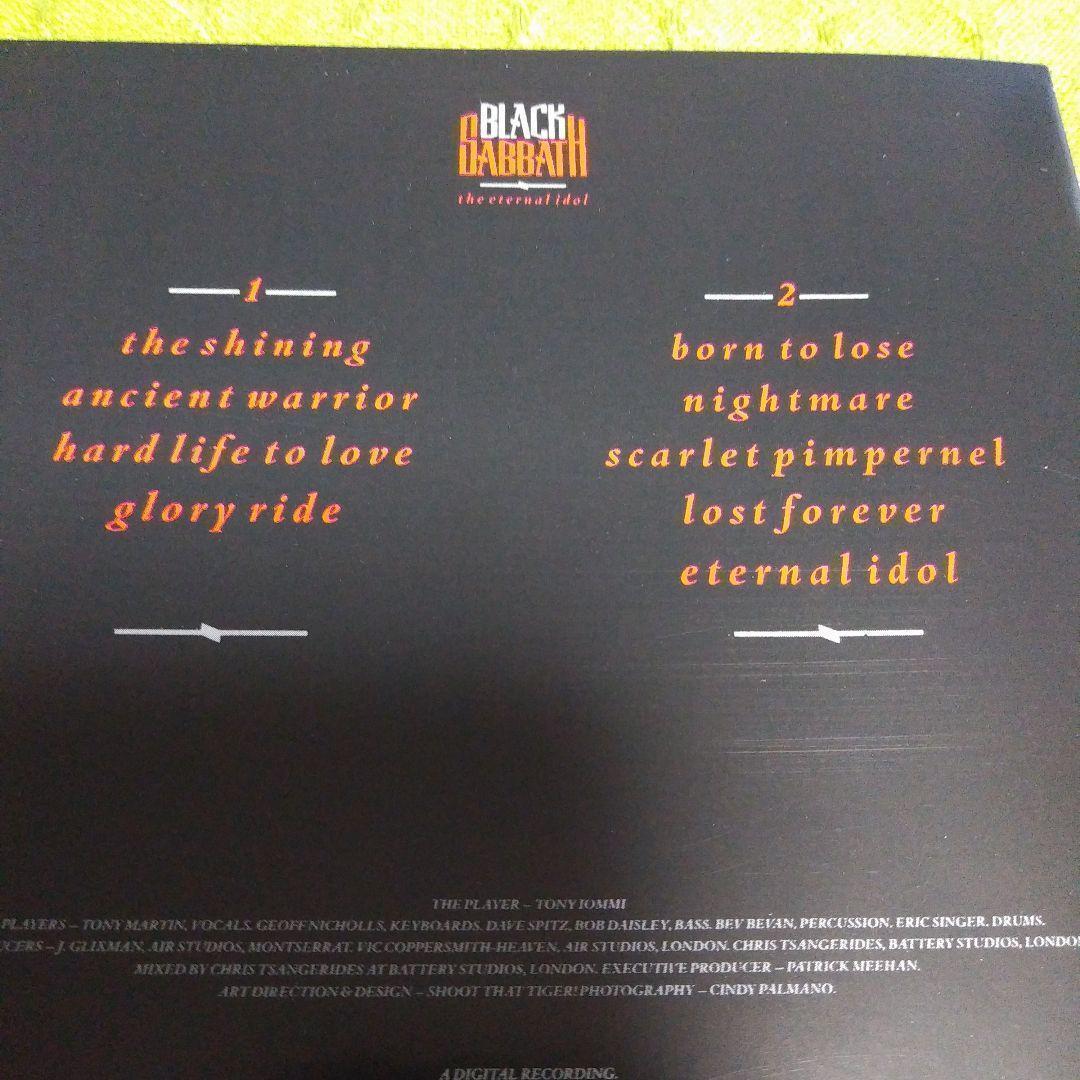 BLACK
SABBATH
the eternal idol
1
the shining
ancient warrior
hard life to love
glory ride
2
born to lose
nightmare
scarlet pimpernel
lost forever
eternal idol
THE PLAYER – TONY IOMMI
PLAYERS – TONY MARTIN, VOCALS. GEOFF NICHOLLS, KEYBOARDS. DAVE SPITZ, BOB DAISLEY, BASS. BEV BEVAN, PERCUSSION. ERIC SINGER. DRUMS.
UCERS – J. GLIXMAN, AIR STUDIOS, MONTSERRAT. VIC COPPERSMITH-HEAVEN, AIR STUDIOS, LONDON. CHRIS TSANGERIDES, BATTERY STUDIOS, LONDO
MIXED BY CHRIS TSANGERIDES AT BATTERY STUDIOS, LONDON. EXECUTIVE PRODUCER – PATRICK MEEHAN.
ART DIRECTION & DESIGN – SHOOT THAT TIGER! PHOTOGRAPHY – CINDY PALMANO.
A DIGITAL RECORDING.